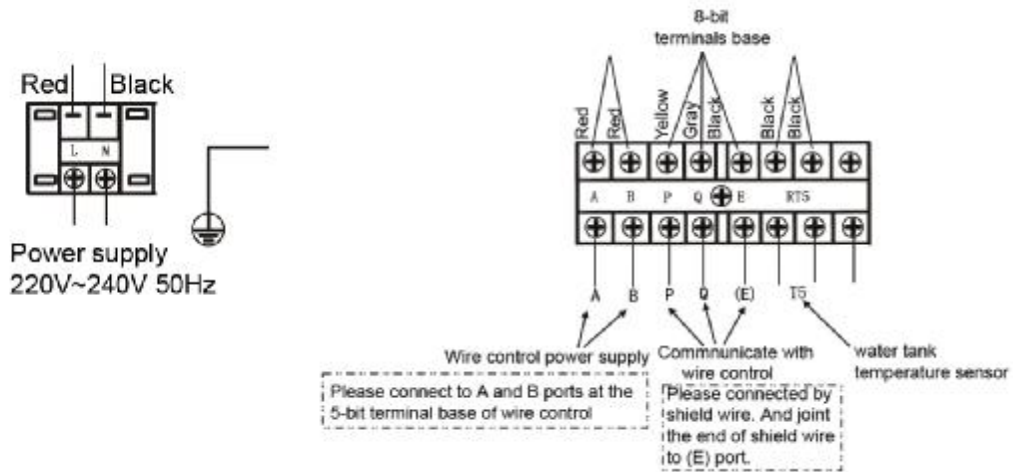 8-bit
terminals base
Red Black
L N
Power supply
220V~240V 50Hz
Red Red Yellow Gray Black Black Black
A B P Q E RT5
A B P Q (E) T5
Wire control power supply
Please connect to A and B ports at the
5-bit terminal base of wire control
Commnunicate with
wire control
Please connected by
shield wire. And joint
the end of shield wire
to (E) port.
water tank
temperature sensor